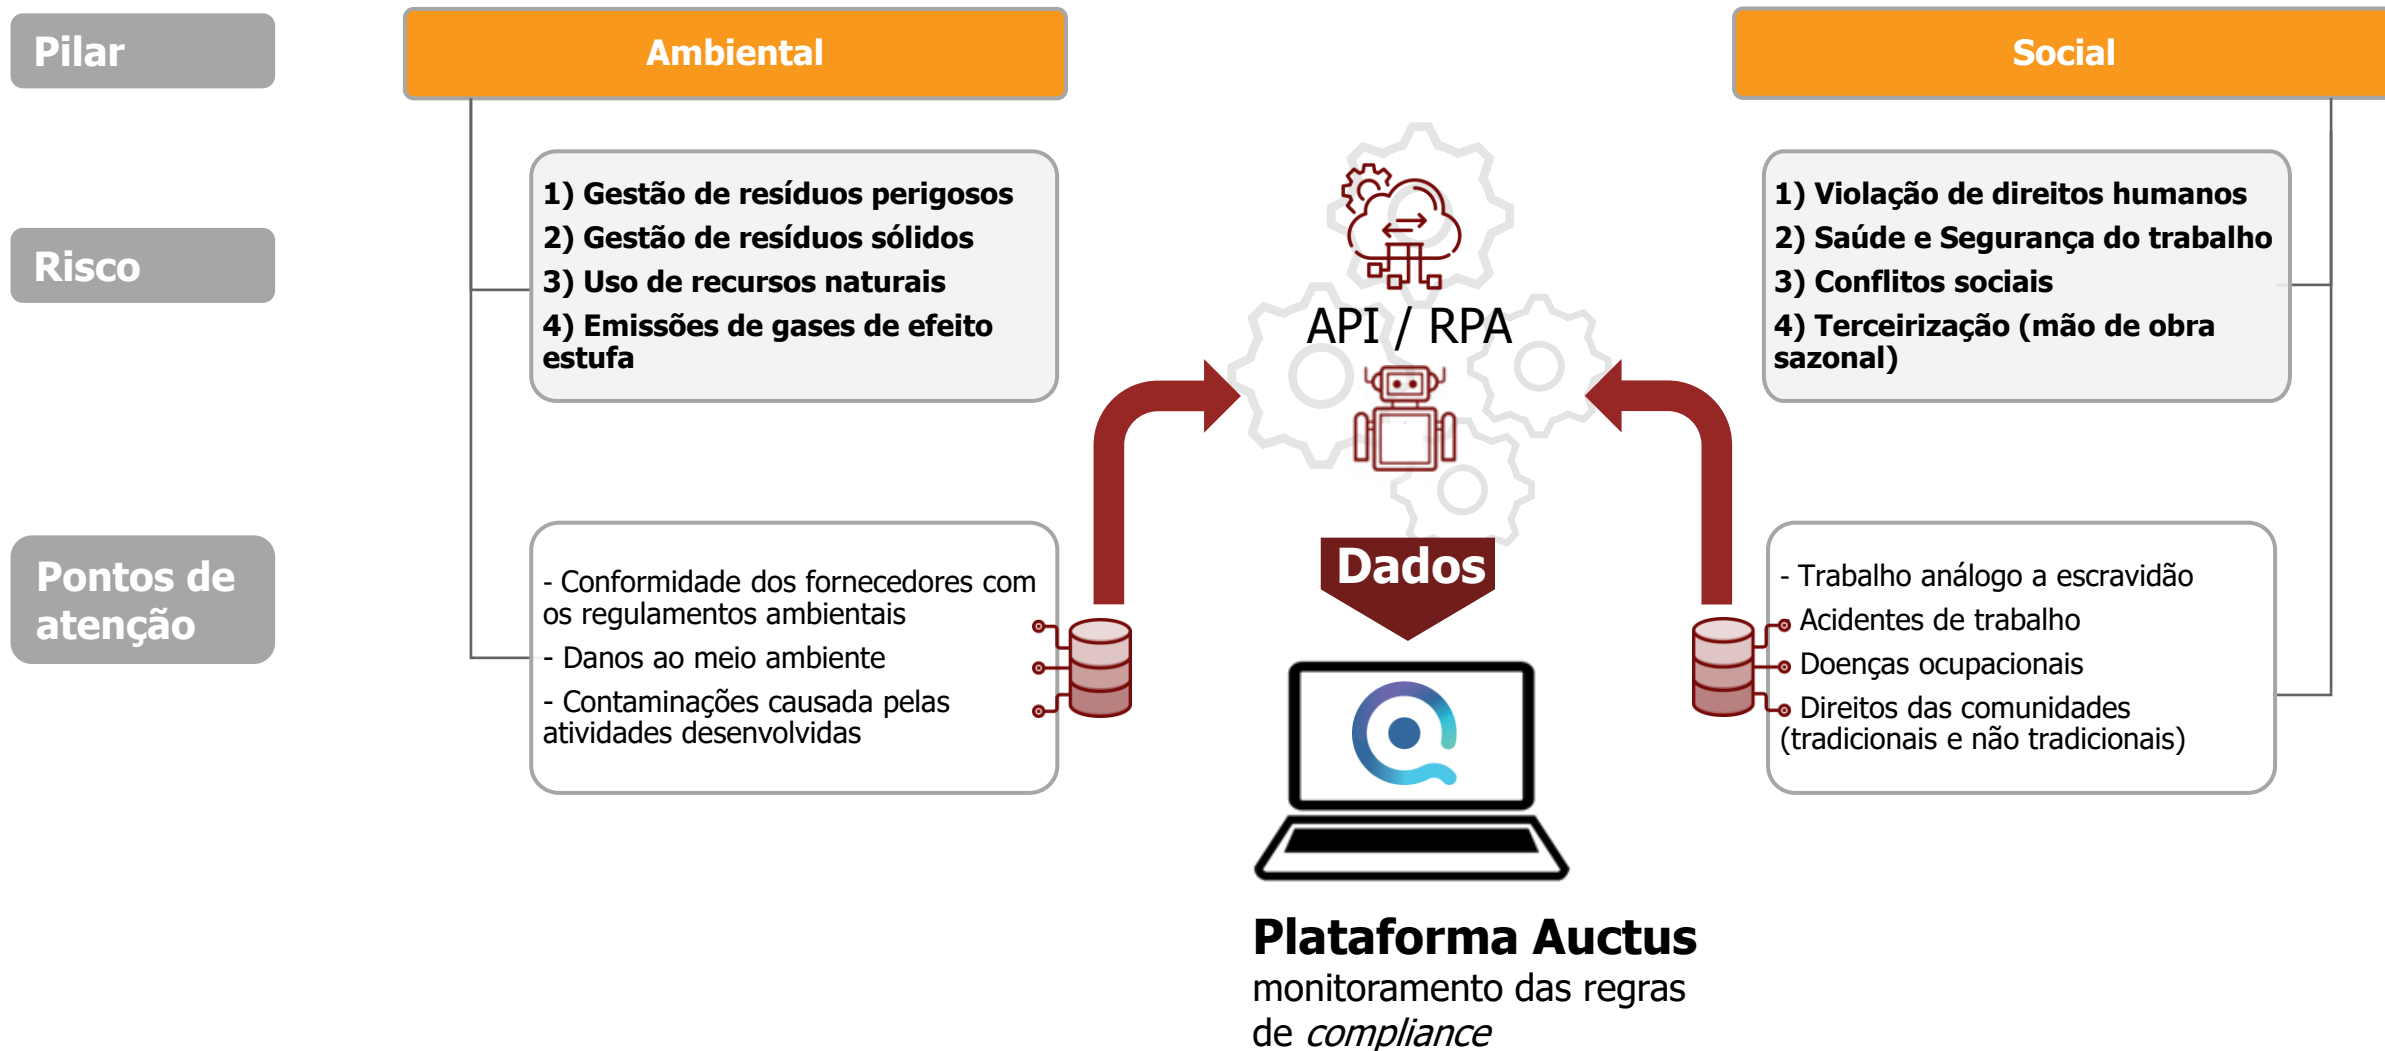 Pilar
Ambiental
Social
Risco
1) Gestão de resíduos perigosos
2) Gestão de resíduos sólidos
3) Uso de recursos naturais
4) Emissões de gases de efeito
estufa
API / RPA
1) Violação de direitos humanos
2) Saúde e Segurança do trabalho
3) Conflitos sociais
4) Terceirização (mão de obra
sazonal)
Pontos de
atenção
- Conformidade dos fornecedores com
os regulamentos ambientais
- Danos ao meio ambiente
- Contaminações causada pelas
atividades desenvolvidas
Dados
- Trabalho análogo a escravidão
Acidentes de trabalho
Doenças ocupacionais
Direitos das comunidades
(tradicionais e não tradicionais)
Plataforma Auctus
monitoramento das regras
de compliance